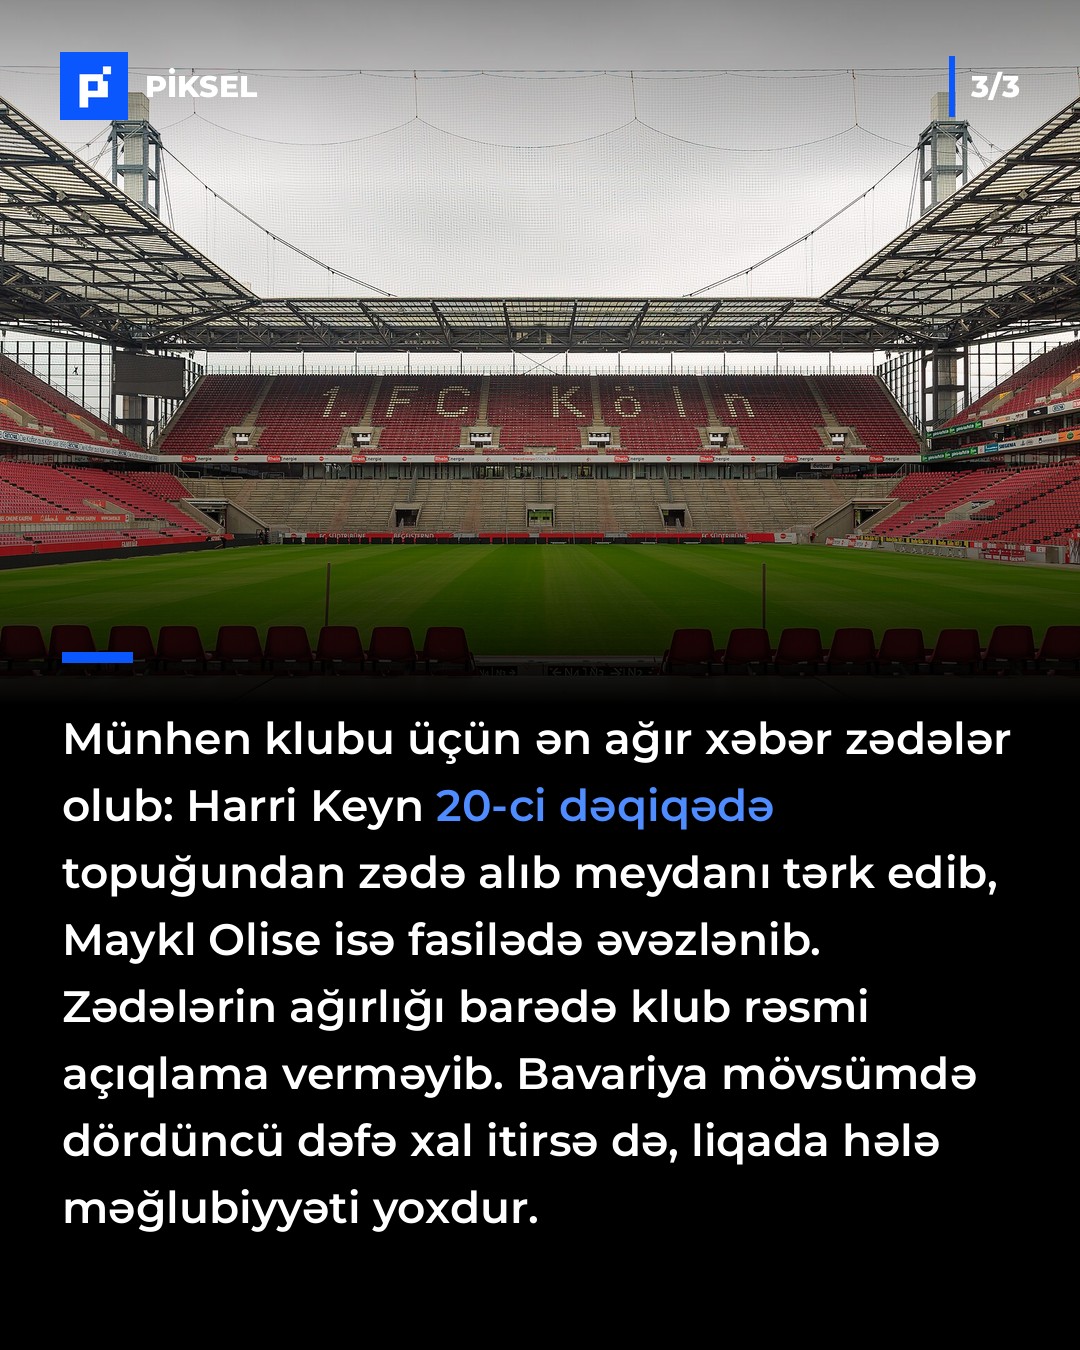 PİKSEL
3/3
1. FC Köln
Münhen klubu üçün ən ağır xəbər zədələr
olub: Harri Keyn 20-ci dəqiqədə
topuğundan zədə alıb meydanı tərk edib,
Maykl Olise isə fasilədə əvəzlənib.
Zədələrin ağırlığı barədə klub rəsmi
açıqlama verməyib. Bavariya mövsümdə
dördüncü dəfə xal itirsə də, liqada hələ
məğlubiyyəti yoxdur.